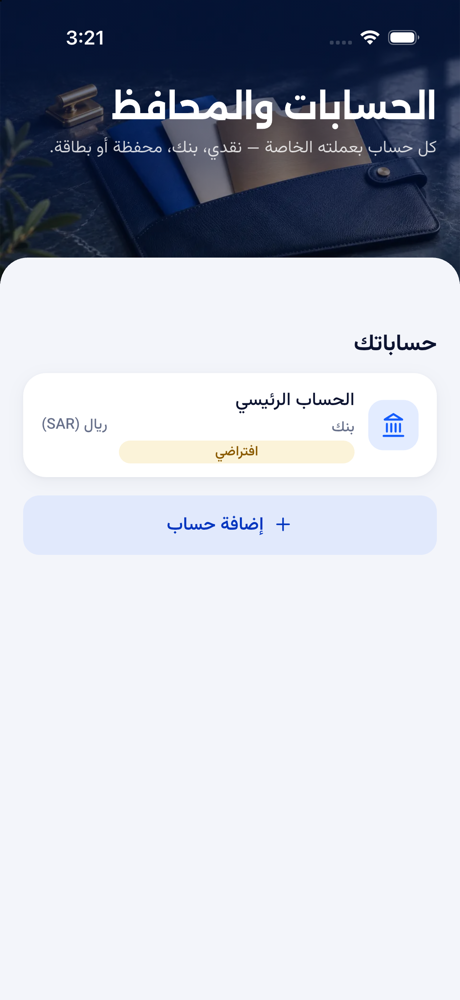 3:21
الحسابات والمحافظ
كل حساب بعملته الخاصة — نقدي، بنك، محفظة أو بطاقة.
حساباتك
الحساب الرئيسي
بنك
ريال (SAR)
افتراضي
+ إضافة حساب